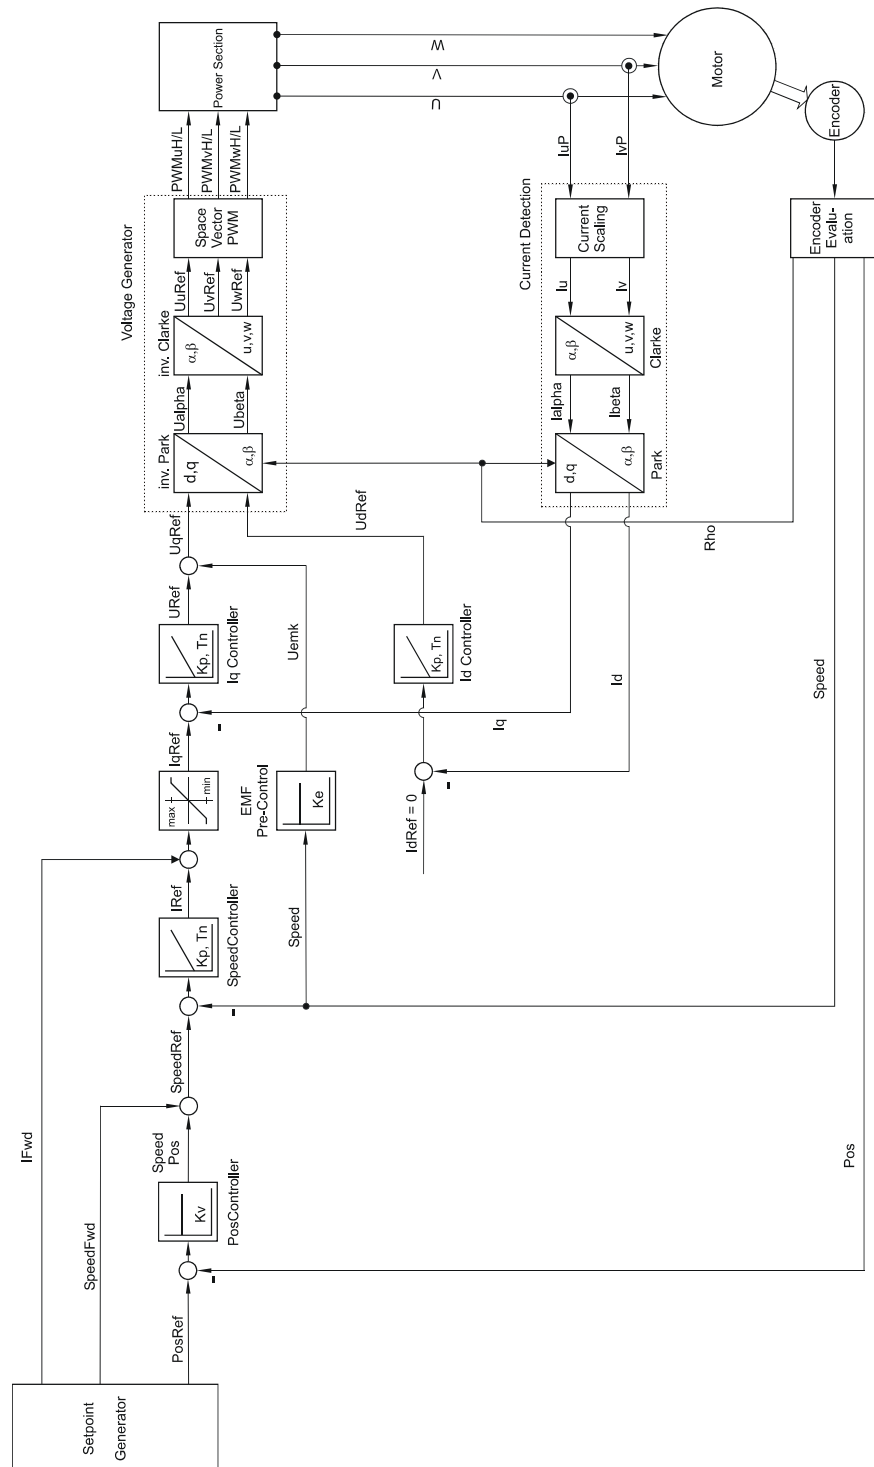 Setpoint
Generator
IFwd
SpeedFwd
PosRef
Kv
PosController
Speed
Pos
SpeedRef
Kp, Tn
SpeedController
IRef
max
min
IqRef
Kp, Tn
Iq Controller
URef
UqRef
Speed
Ke
EMF
Pre-Control
Uemk
IdRef = 0
Kp, Tn
Id Controller
UdRef
Voltage Generator
inv. Park
d,q
α,β
Ualpha
Ubeta
inv. Clarke
α,β
u,v,w
UuRef
UvRef
UwRef
Space
Vector
PWM
PWMuH/L
PWMvH/L
PWMwH/L
Power Section
W
V
U
Motor
Encoder
Encoder
Evalu-
ation
IuP
IvP
Current Detection
Current
Scaling
Iu
Iv
α,β
u,v,w
Clarke
Ialpha
Ibeta
d,q
α,β
Park
Iq
Id
Rho
Speed
Pos